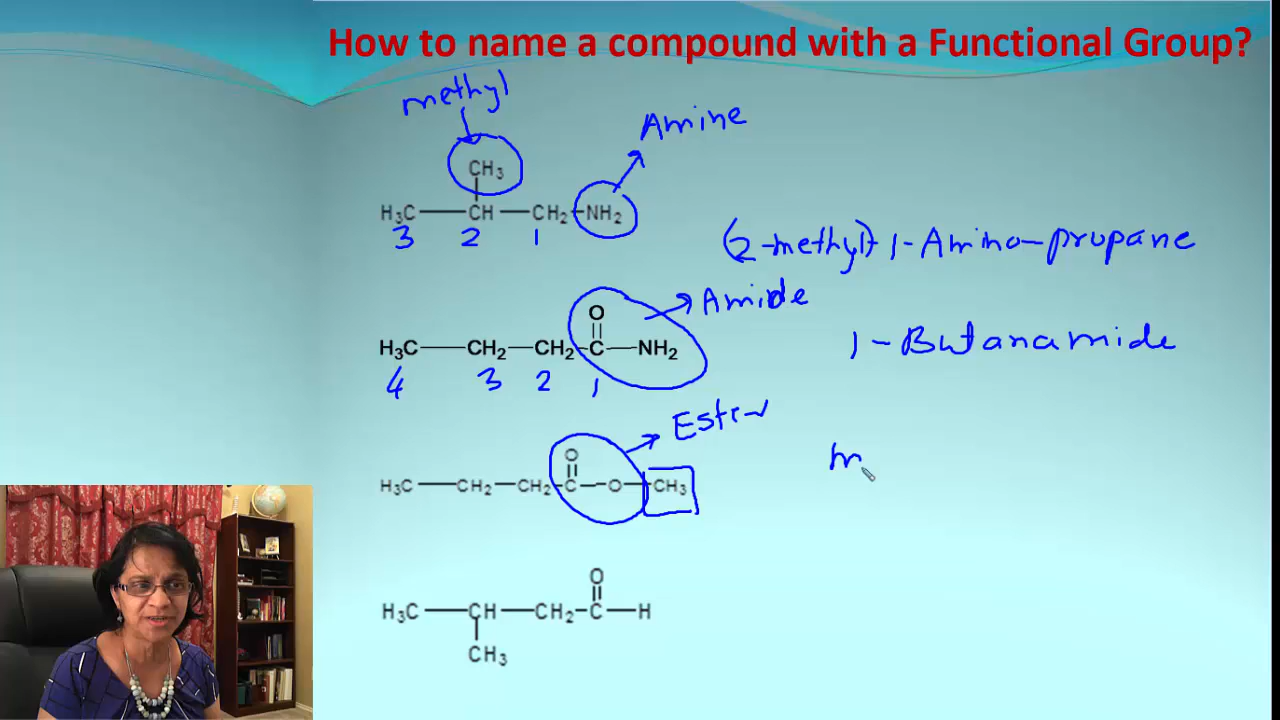 How to name a compound with a Functional Group?
methyl
Amine
CH₃
H₃C—CH—CH₂—NH₂
3 2 1
(2-methyl)-1-Amino-propane
Amide
O
H₃C—CH₂—CH₂—C—NH₂
4 3 2 1
1-Butanamide
Ester
O
H₃C—CH₂—CH₂—C—O—CH₃
m
O
H₃C—CH—CH₂—C—H
CH₃